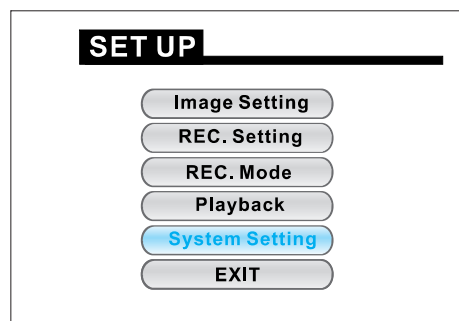 SET UP
Image Setting
REC. Setting
REC. Mode
Playback
System Setting
EXIT